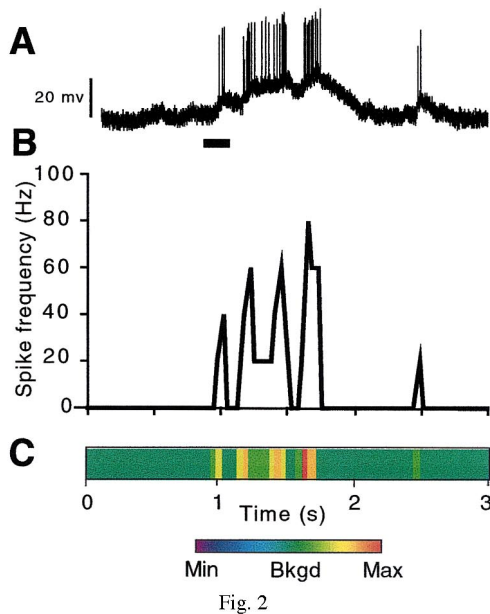 A
20 mv
B
100
80
60
40
20
0
Spike frequency (Hz)
C
0 1 2 3
Time (s)
Min Bkgd Max
Fig. 2